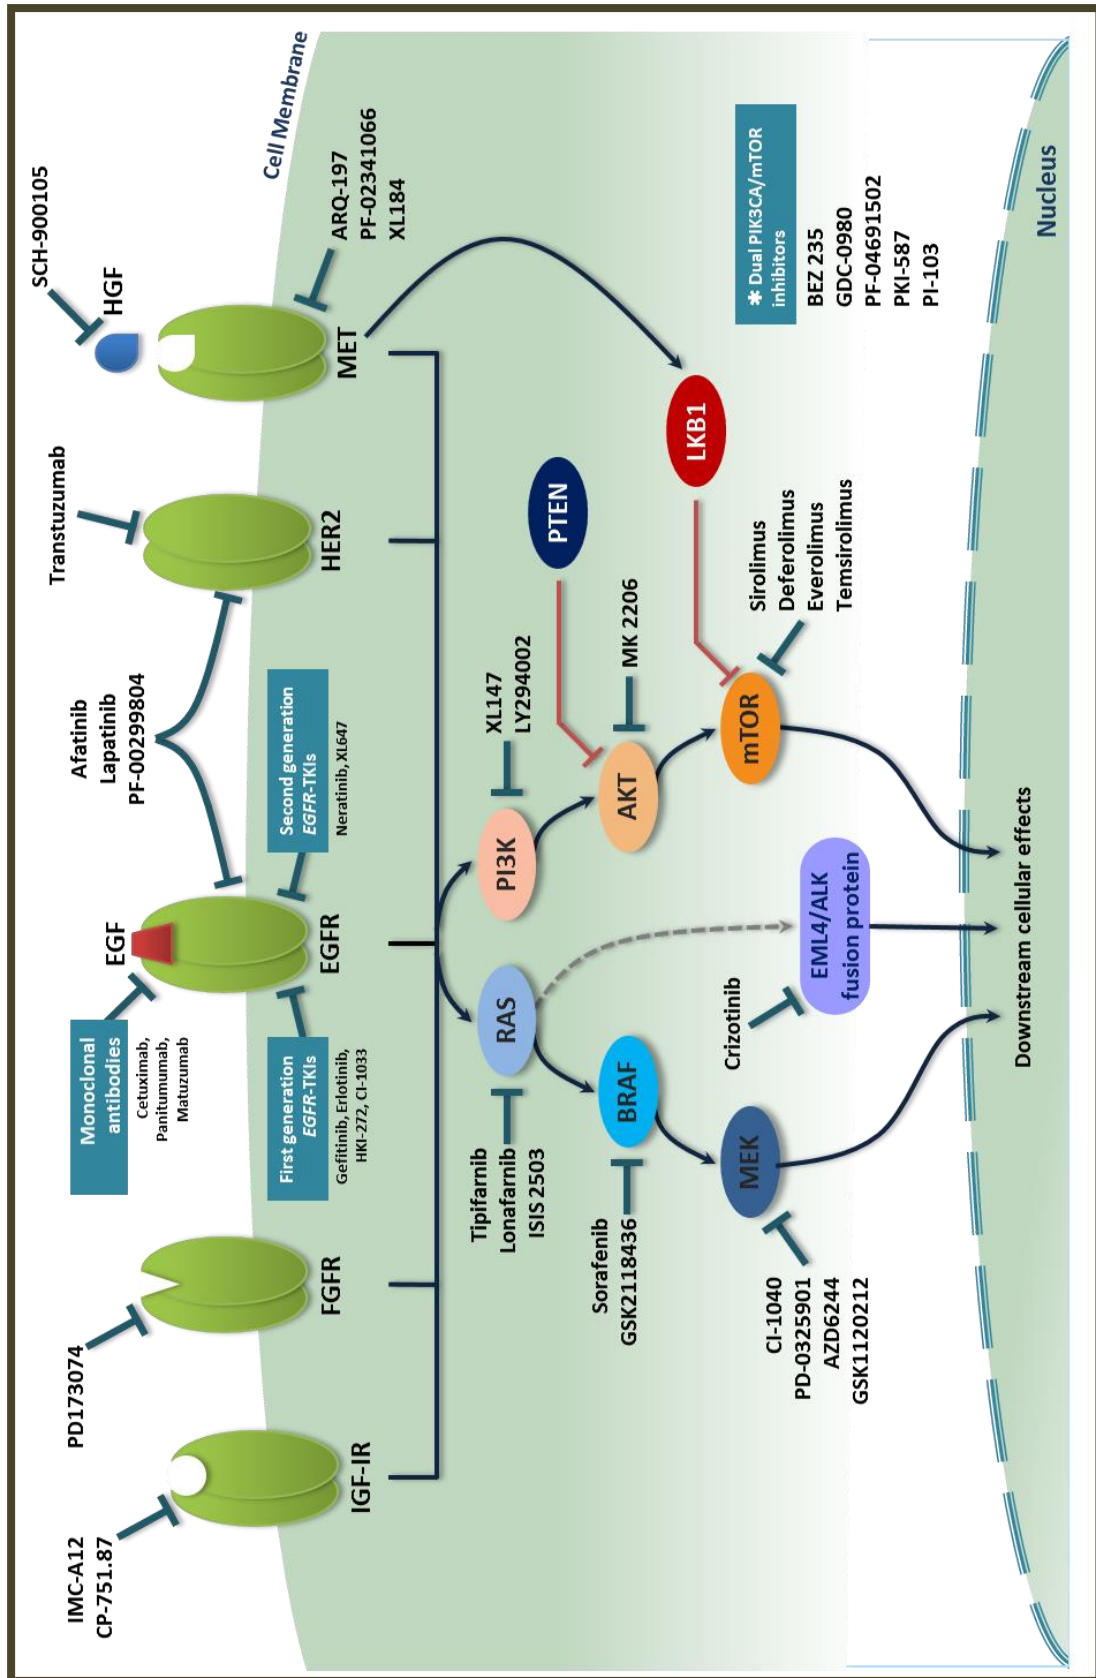 IMC-A12
CP-751.87
PD173074
Monoclonal
antibodies
Cetuximab,
Panitumumab,
Matuzumab
EGF
Afatinib
Lapatinib
PF-00299804
Transtuzumab
SCH-900105
HGF
Cell Membrane
IGF-IR
FGFR
First generation
EGFR-TKIs
Gefitinib, Erlotinib,
HKI-272, CI-1033
EGFR
Second generation
EGFR-TKIs
Neratinib, XL647
HER2
MET
ARQ-197
PF-02341066
XL184
Tipifarnib
Lonafarnib
ISIS 2503
RAS
PI3K
XL147
LY294002
PTEN
Sorafenib
GSK2118436
BRAF
AKT
MK 2206
LKB1
CI-1040
PD-0325901
AZD6244
GSK1120212
MEK
Crizotinib
EML4/ALK
fusion protein
mTOR
Sirolimus
Deferolimus
Everolimus
Temsirolimus
✱ Dual PIK3CA/mTOR
inhibitors
BEZ 235
GDC-0980
PF-04691502
PKI-587
PI-103
Downstream cellular effects
Nucleus